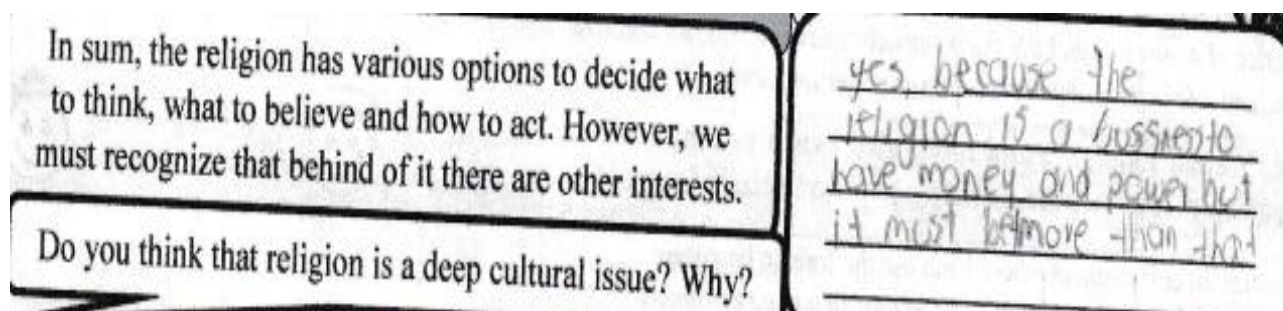 In sum, the religion has various options to decide what
to think, what to believe and how to act. However, we
must recognize that behind of it there are other interests.
Do you think that religion is a deep cultural issue? Why?
yes, because the
religion is a
have money and power but
it must be more than that